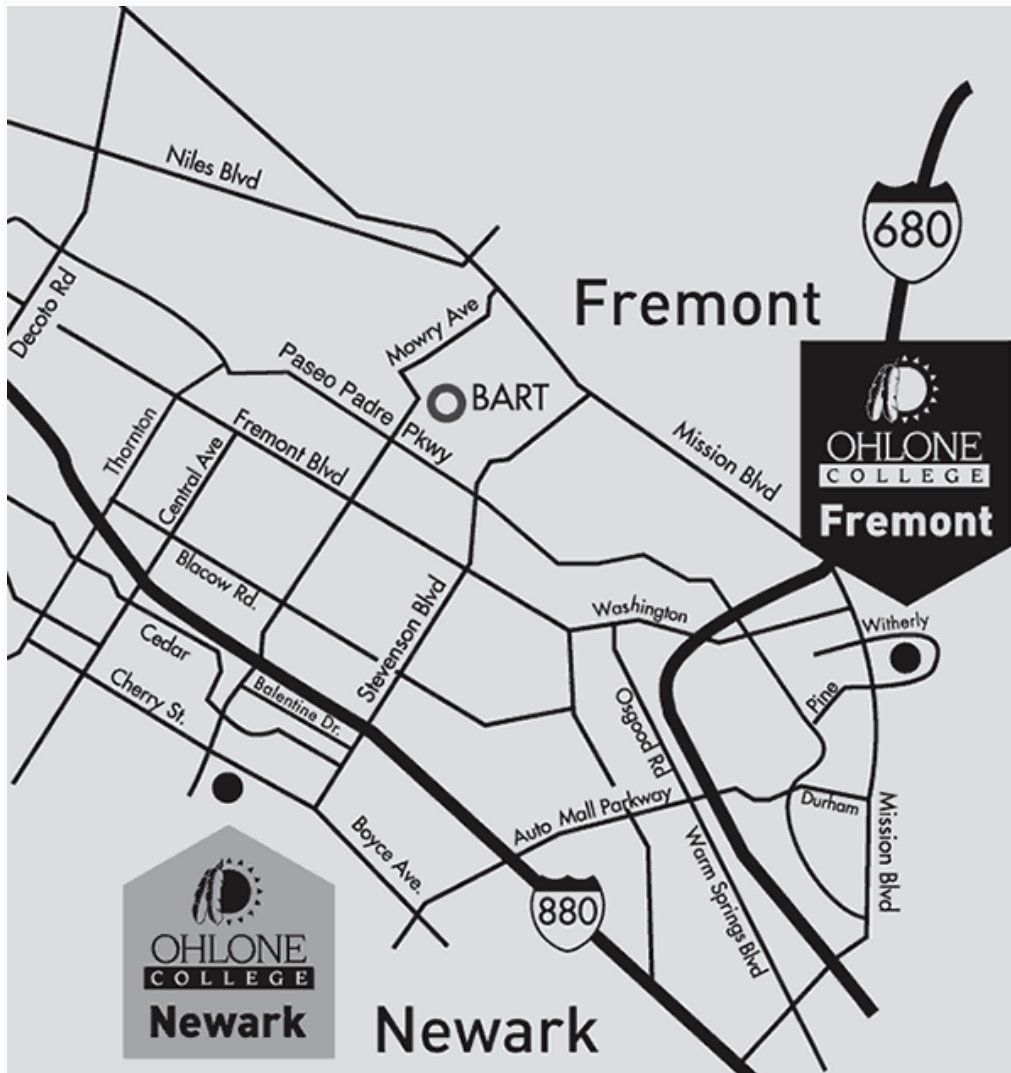 Niles Blvd
680
Fremont
Decoto Rd
Mowry Ave
Paseo Padre
Pkwy
BART
OHLONE
COLLEGE
Fremont
Mission Blvd
Thornton
Central Ave
Fremont Blvd
Blacow Rd.
Stevenson Blvd
Washington
Witherly
Cedar
Cherry St.
Balentine Dr.
Osgood Rd
Pine
Auto Mall Parkway
Durham
Boyce Ave.
Warm Springs Blvd
Mission Blvd
880
OHLONE
COLLEGE
Newark
Newark